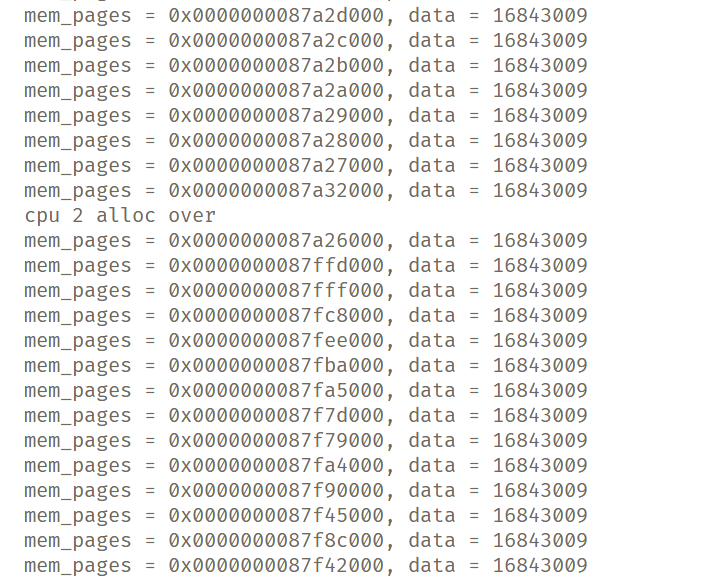 mem_pages = 0x0000000087a2d000, data = 16843009
mem_pages = 0x0000000087a2c000, data = 16843009
mem_pages = 0x0000000087a2b000, data = 16843009
mem_pages = 0x0000000087a2a000, data = 16843009
mem_pages = 0x0000000087a29000, data = 16843009
mem_pages = 0x0000000087a28000, data = 16843009
mem_pages = 0x0000000087a27000, data = 16843009
mem_pages = 0x0000000087a32000, data = 16843009
cpu 2 alloc over
mem_pages = 0x0000000087a26000, data = 16843009
mem_pages = 0x0000000087ffd000, data = 16843009
mem_pages = 0x0000000087fff000, data = 16843009
mem_pages = 0x0000000087fc8000, data = 16843009
mem_pages = 0x0000000087fee000, data = 16843009
mem_pages = 0x0000000087fba000, data = 16843009
mem_pages = 0x0000000087fa5000, data = 16843009
mem_pages = 0x0000000087f7d000, data = 16843009
mem_pages = 0x0000000087f79000, data = 16843009
mem_pages = 0x0000000087fa4000, data = 16843009
mem_pages = 0x0000000087f90000, data = 16843009
mem_pages = 0x0000000087f45000, data = 16843009
mem_pages = 0x0000000087f8c000, data = 16843009
mem_pages = 0x0000000087f42000, data = 16843009